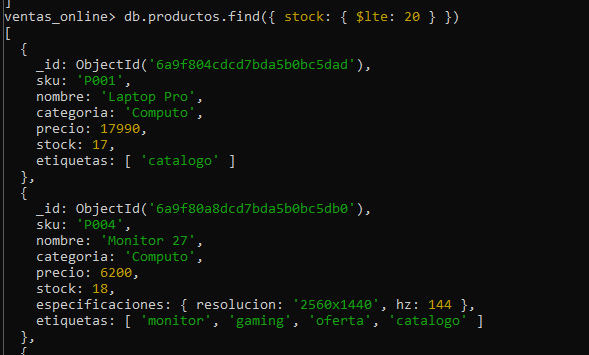 ]
ventas_online> db.productos.find({ stock: { $lte: 20 } })
[
  {
    _id: ObjectId('6a9f804cdcd7bda5b0bc5dad'),
    sku: 'P001',
    nombre: 'Laptop Pro',
    categoria: 'Computo',
    precio: 17990,
    stock: 17,
    etiquetas: [ 'catalogo' ]
  },
  {
    _id: ObjectId('6a9f80a8dcd7bda5b0bc5db0'),
    sku: 'P004',
    nombre: 'Monitor 27',
    categoria: 'Computo',
    precio: 6200,
    stock: 18,
    especificaciones: { resolucion: '2560x1440', hz: 144 },
    etiquetas: [ 'monitor', 'gaming', 'oferta', 'catalogo' ]
  },
  {